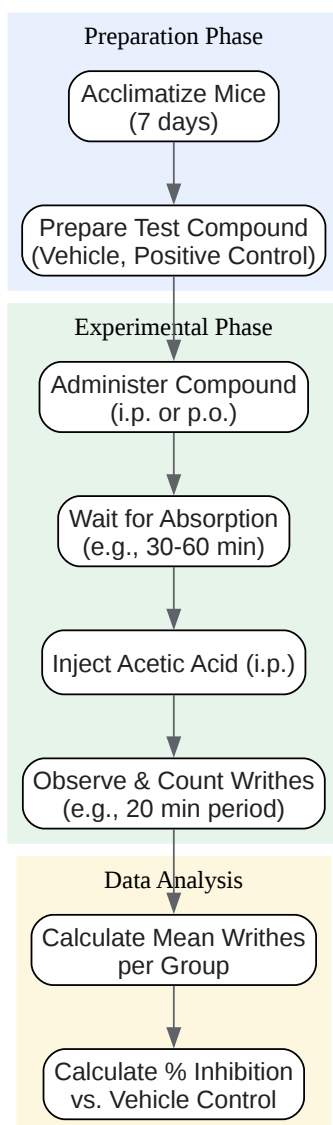 Preparation Phase
Acclimatize Mice
(7 days)
Prepare Test Compound
(Vehicle, Positive Control)
Experimental Phase
Administer Compound
(i.p. or p.o.)
Wait for Absorption
(e.g., 30-60 min)
Inject Acetic Acid (i.p.)
Observe & Count Writhes
(e.g., 20 min period)
Data Analysis
Calculate Mean Writhes
per Group
Calculate % Inhibition
vs. Vehicle Control